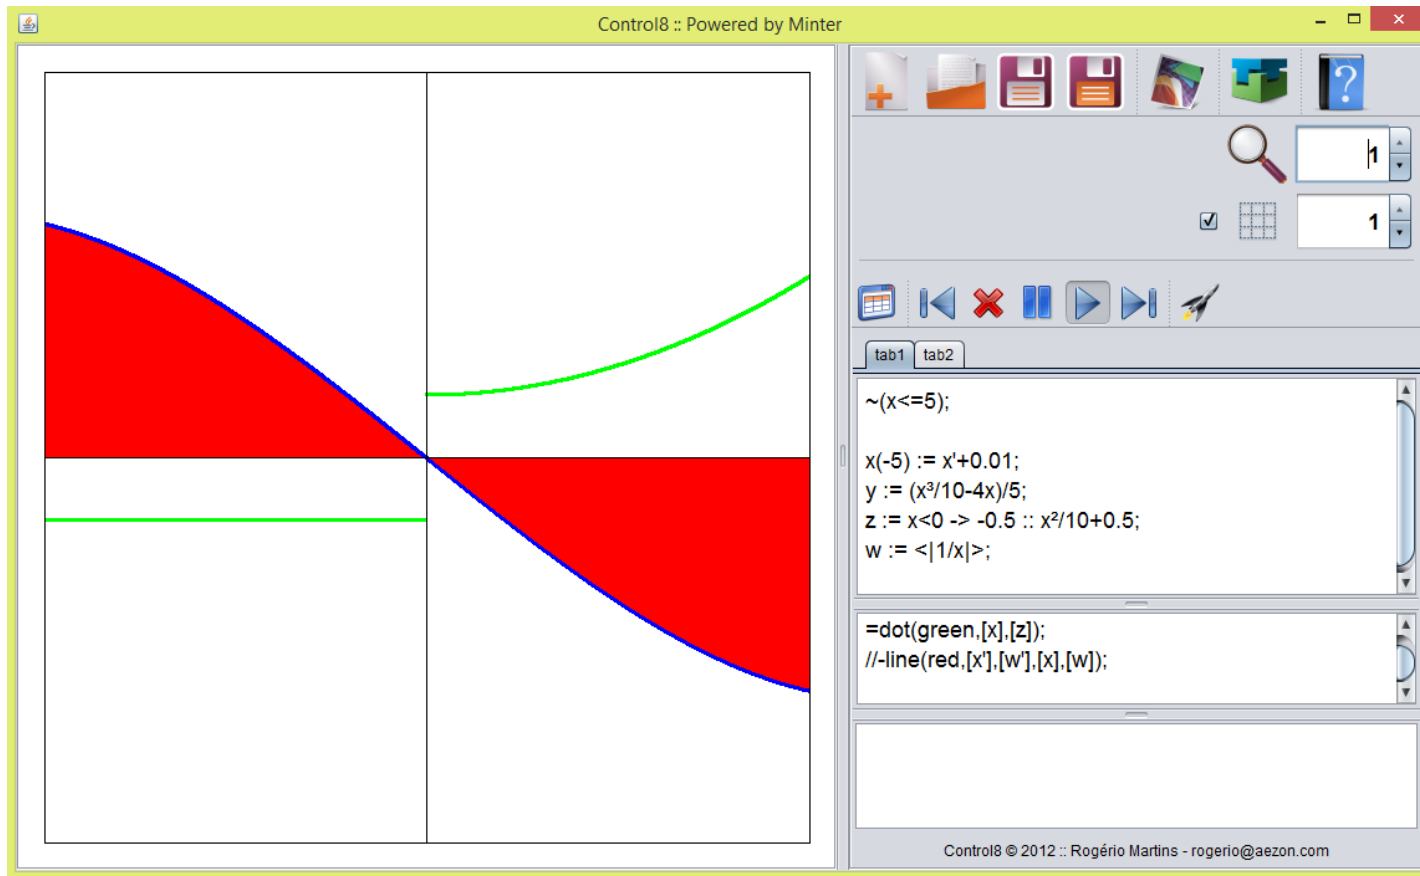 Control8 :: Powered by Minter
1
1
tab1 tab2
~(x<=5);
x(-5) := x'+0.01;
y := (x³/10-4x)/5;
z := x<0 -> -0.5 :: x²/10+0.5;
w := <|1/x|>;
=dot(green,[x],[z]);
//-line(red,[x'],[w'],[x],[w]);
Control8 © 2012 :: Rogério Martins - rogerio@aezon.com